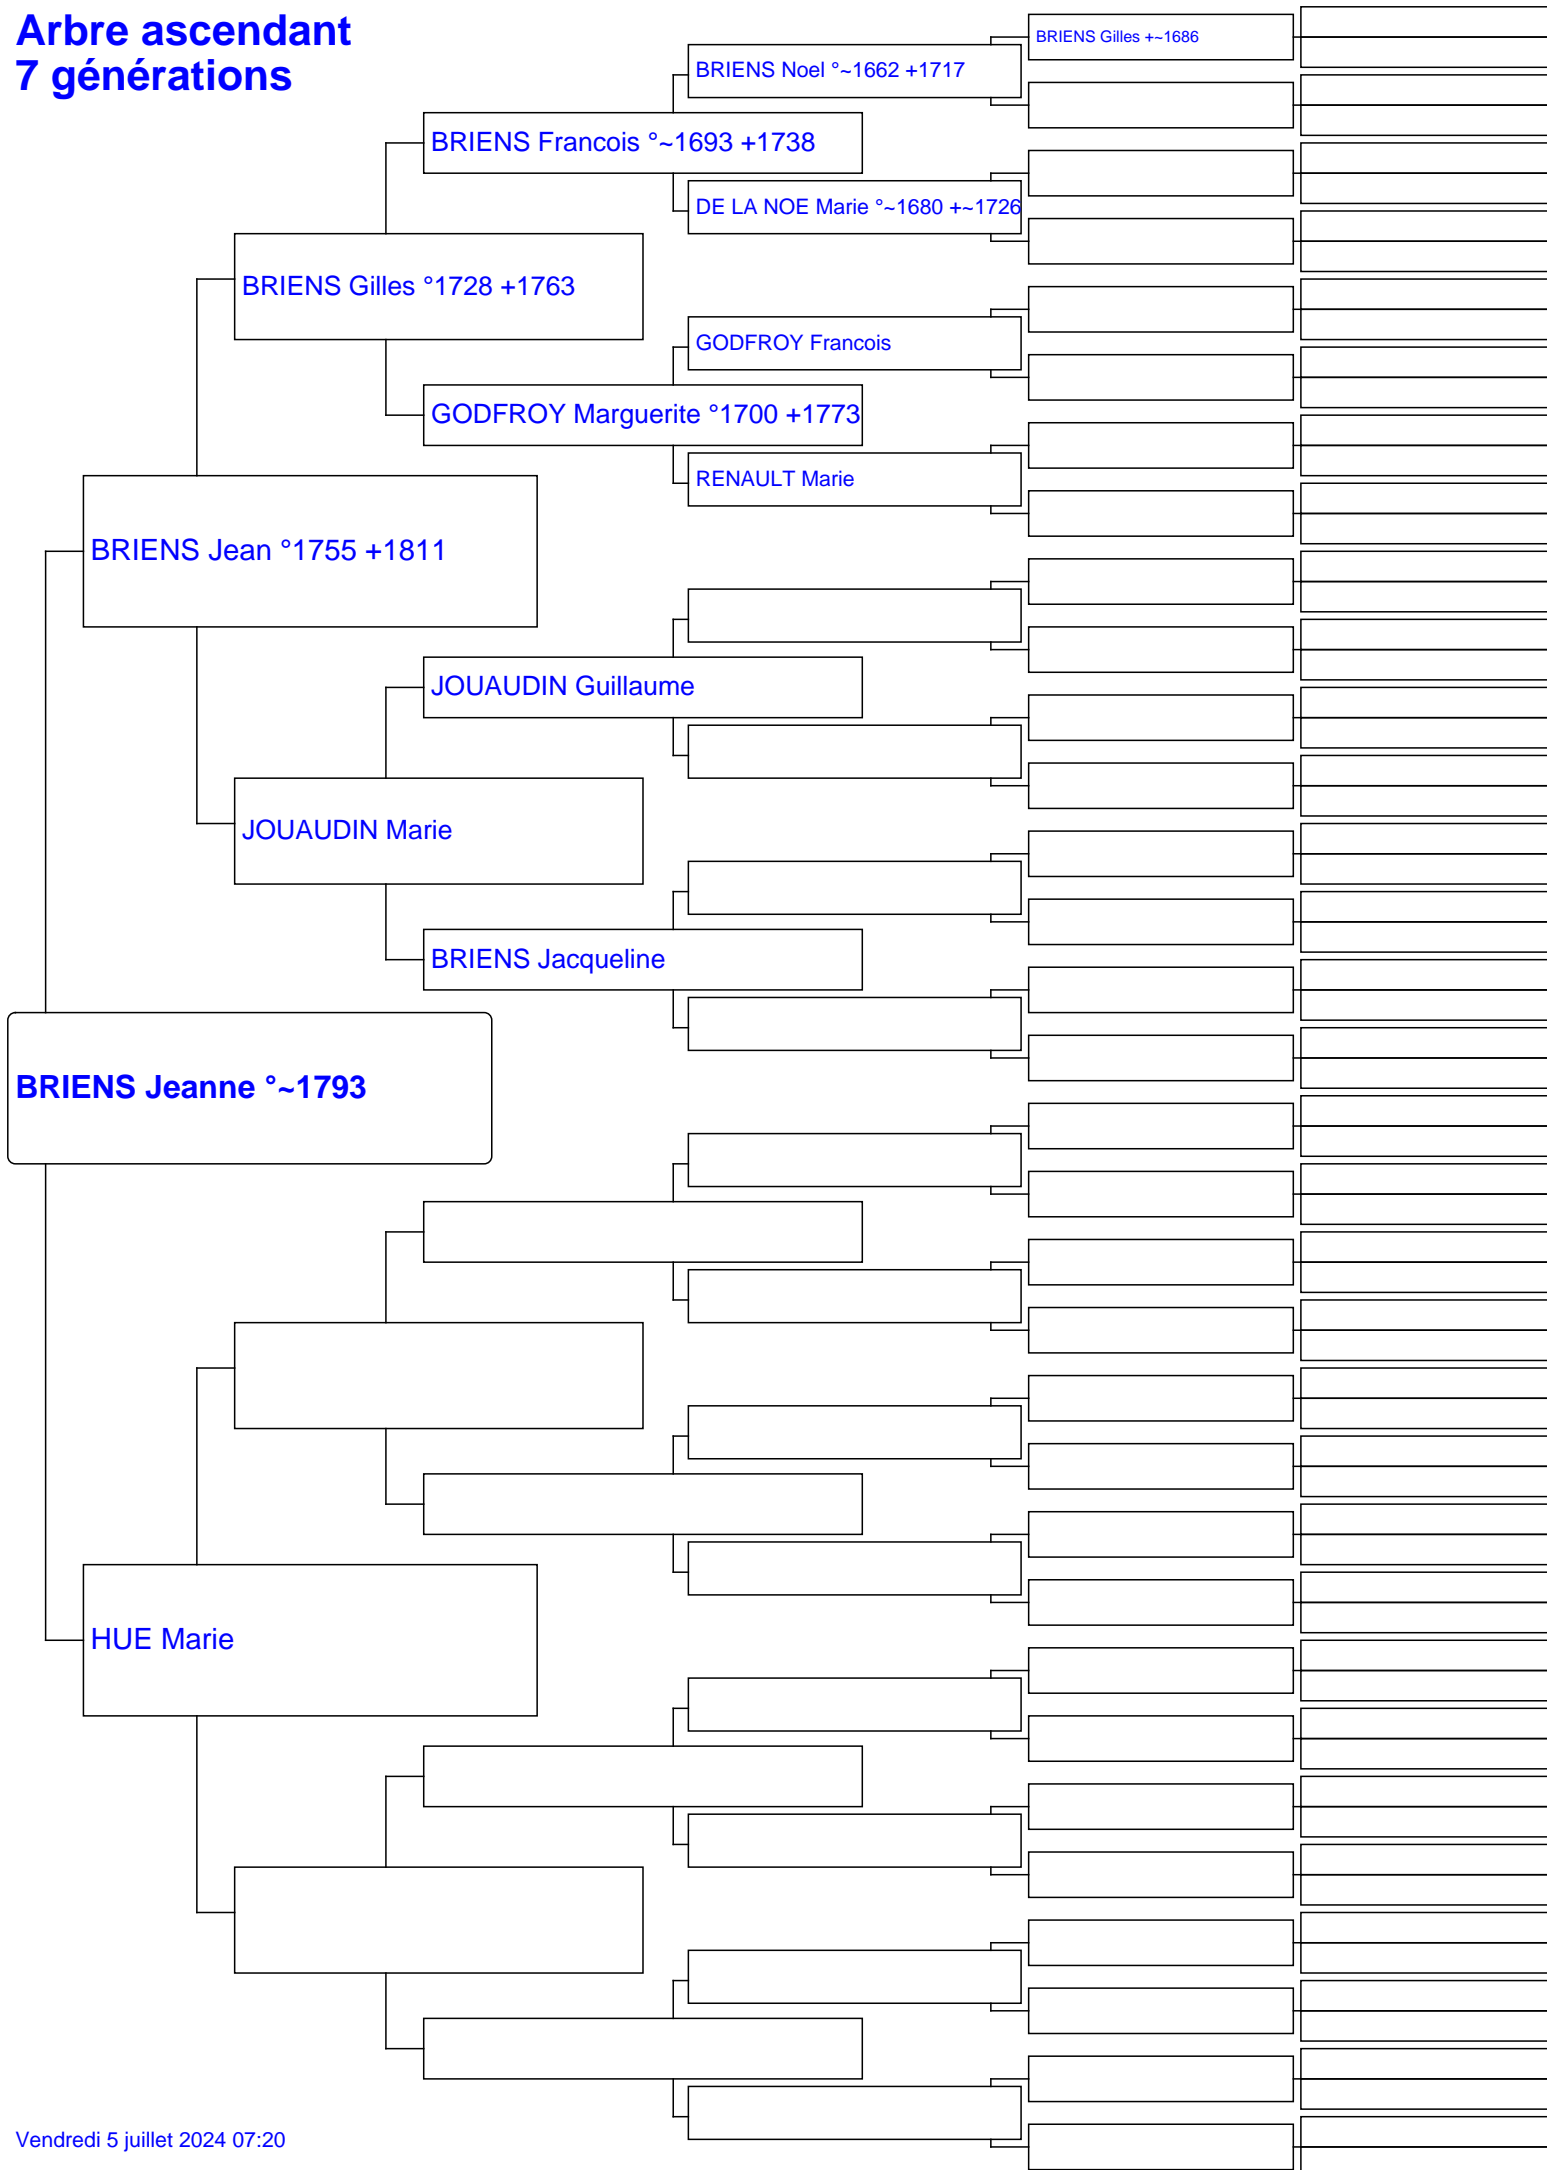 Arbre ascendant
7 générations
BRIENS Gilles +~1686
BRIENS Noel °~1662 +1717
BRIENS Francois °~1693 +1738
DE LA NOE Marie °~1680 +~1726
BRIENS Gilles °1728 +1763
GODFROY Francois
GODFROY Marguerite °1700 +1773
RENAULT Marie
BRIENS Jean °1755 +1811
JOUAUDIN Guillaume
JOUAUDIN Marie
BRIENS Jacqueline
BRIENS Jeanne °~1793
HUE Marie
Vendredi 5 juillet 2024 07:20